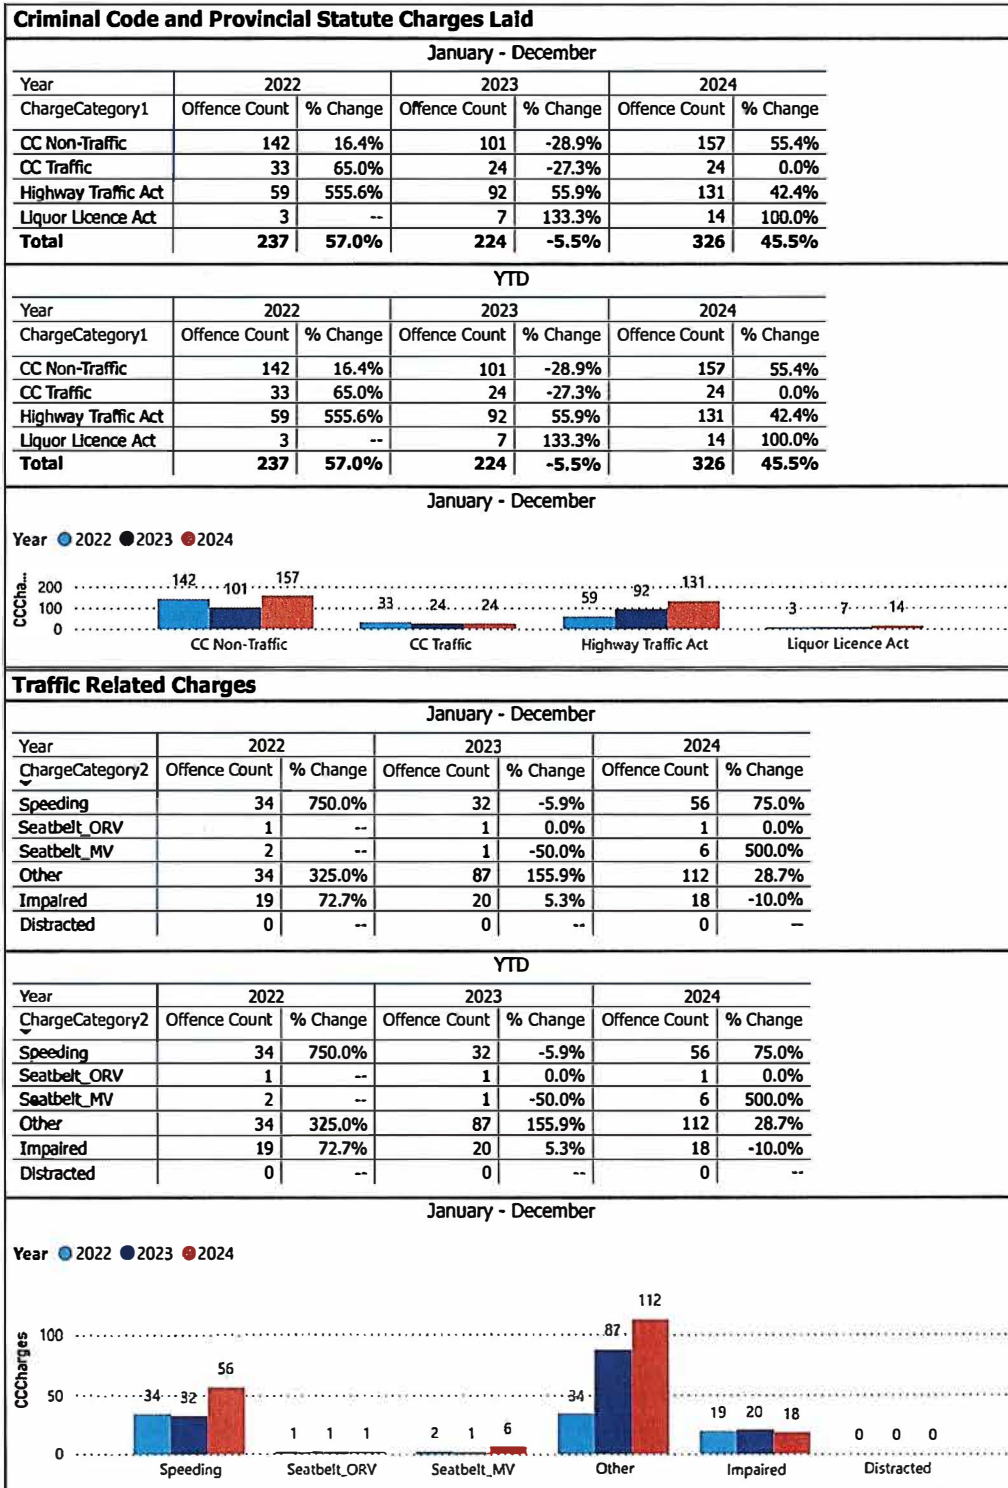 Criminal Code and Provincial Statute Charges Laid
January - December
Year 2022 2023 2024
ChargeCategory1 Offence Count % Change Offence Count % Change Offence Count % Change
CC Non-Traffic 142 16.4% 101 -28.9% 157 55.4%
CC Traffic 33 65.0% 24 -27.3% 24 0.0%
Highway Traffic Act 59 555.6% 92 55.9% 131 42.4%
Liquor Licence Act 3 -- 7 133.3% 14 100.0%
Total 237 57.0% 224 -5.5% 326 45.5%
YTD
Year 2022 2023 2024
ChargeCategory1 Offence Count % Change Offence Count % Change Offence Count % Change
CC Non-Traffic 142 16.4% 101 -28.9% 157 55.4%
CC Traffic 33 65.0% 24 -27.3% 24 0.0%
Highway Traffic Act 59 555.6% 92 55.9% 131 42.4%
Liquor Licence Act 3 -- 7 133.3% 14 100.0%
Total 237 57.0% 224 -5.5% 326 45.5%
January - December
Year 2022 2023 2024
CCCha...
200
100
0
142 101 157
33 24 24
59 92 131
3 7 14
CC Non-Traffic CC Traffic Highway Traffic Act Liquor Licence Act
Traffic Related Charges
January - December
Year 2022 2023 2024
ChargeCategory2 Offence Count % Change Offence Count % Change Offence Count % Change
Speeding 34 750.0% 32 -5.9% 56 75.0%
Seatbelt_ORV 1 -- 1 0.0% 1 0.0%
Seatbelt_MV 2 -- 1 -50.0% 6 500.0%
Other 34 325.0% 87 155.9% 112 28.7%
Impaired 19 72.7% 20 5.3% 18 -10.0%
Distracted 0 -- 0 -- 0 --
YTD
Year 2022 2023 2024
ChargeCategory2 Offence Count % Change Offence Count % Change Offence Count % Change
Speeding 34 750.0% 32 -5.9% 56 75.0%
Seatbelt_ORV 1 -- 1 0.0% 1 0.0%
Seatbelt_MV 2 -- 1 -50.0% 6 500.0%
Other 34 325.0% 87 155.9% 112 28.7%
Impaired 19 72.7% 20 5.3% 18 -10.0%
Distracted 0 -- 0 -- 0 --
January - December
Year 2022 2023 2024
CCCharges
100
50
0
34 32 56
1 1 1
2 1 6
34 87 112
19 20 18
0 0 0
Speeding Seatbelt_ORV Seatbelt_MV Other Impaired Distracted